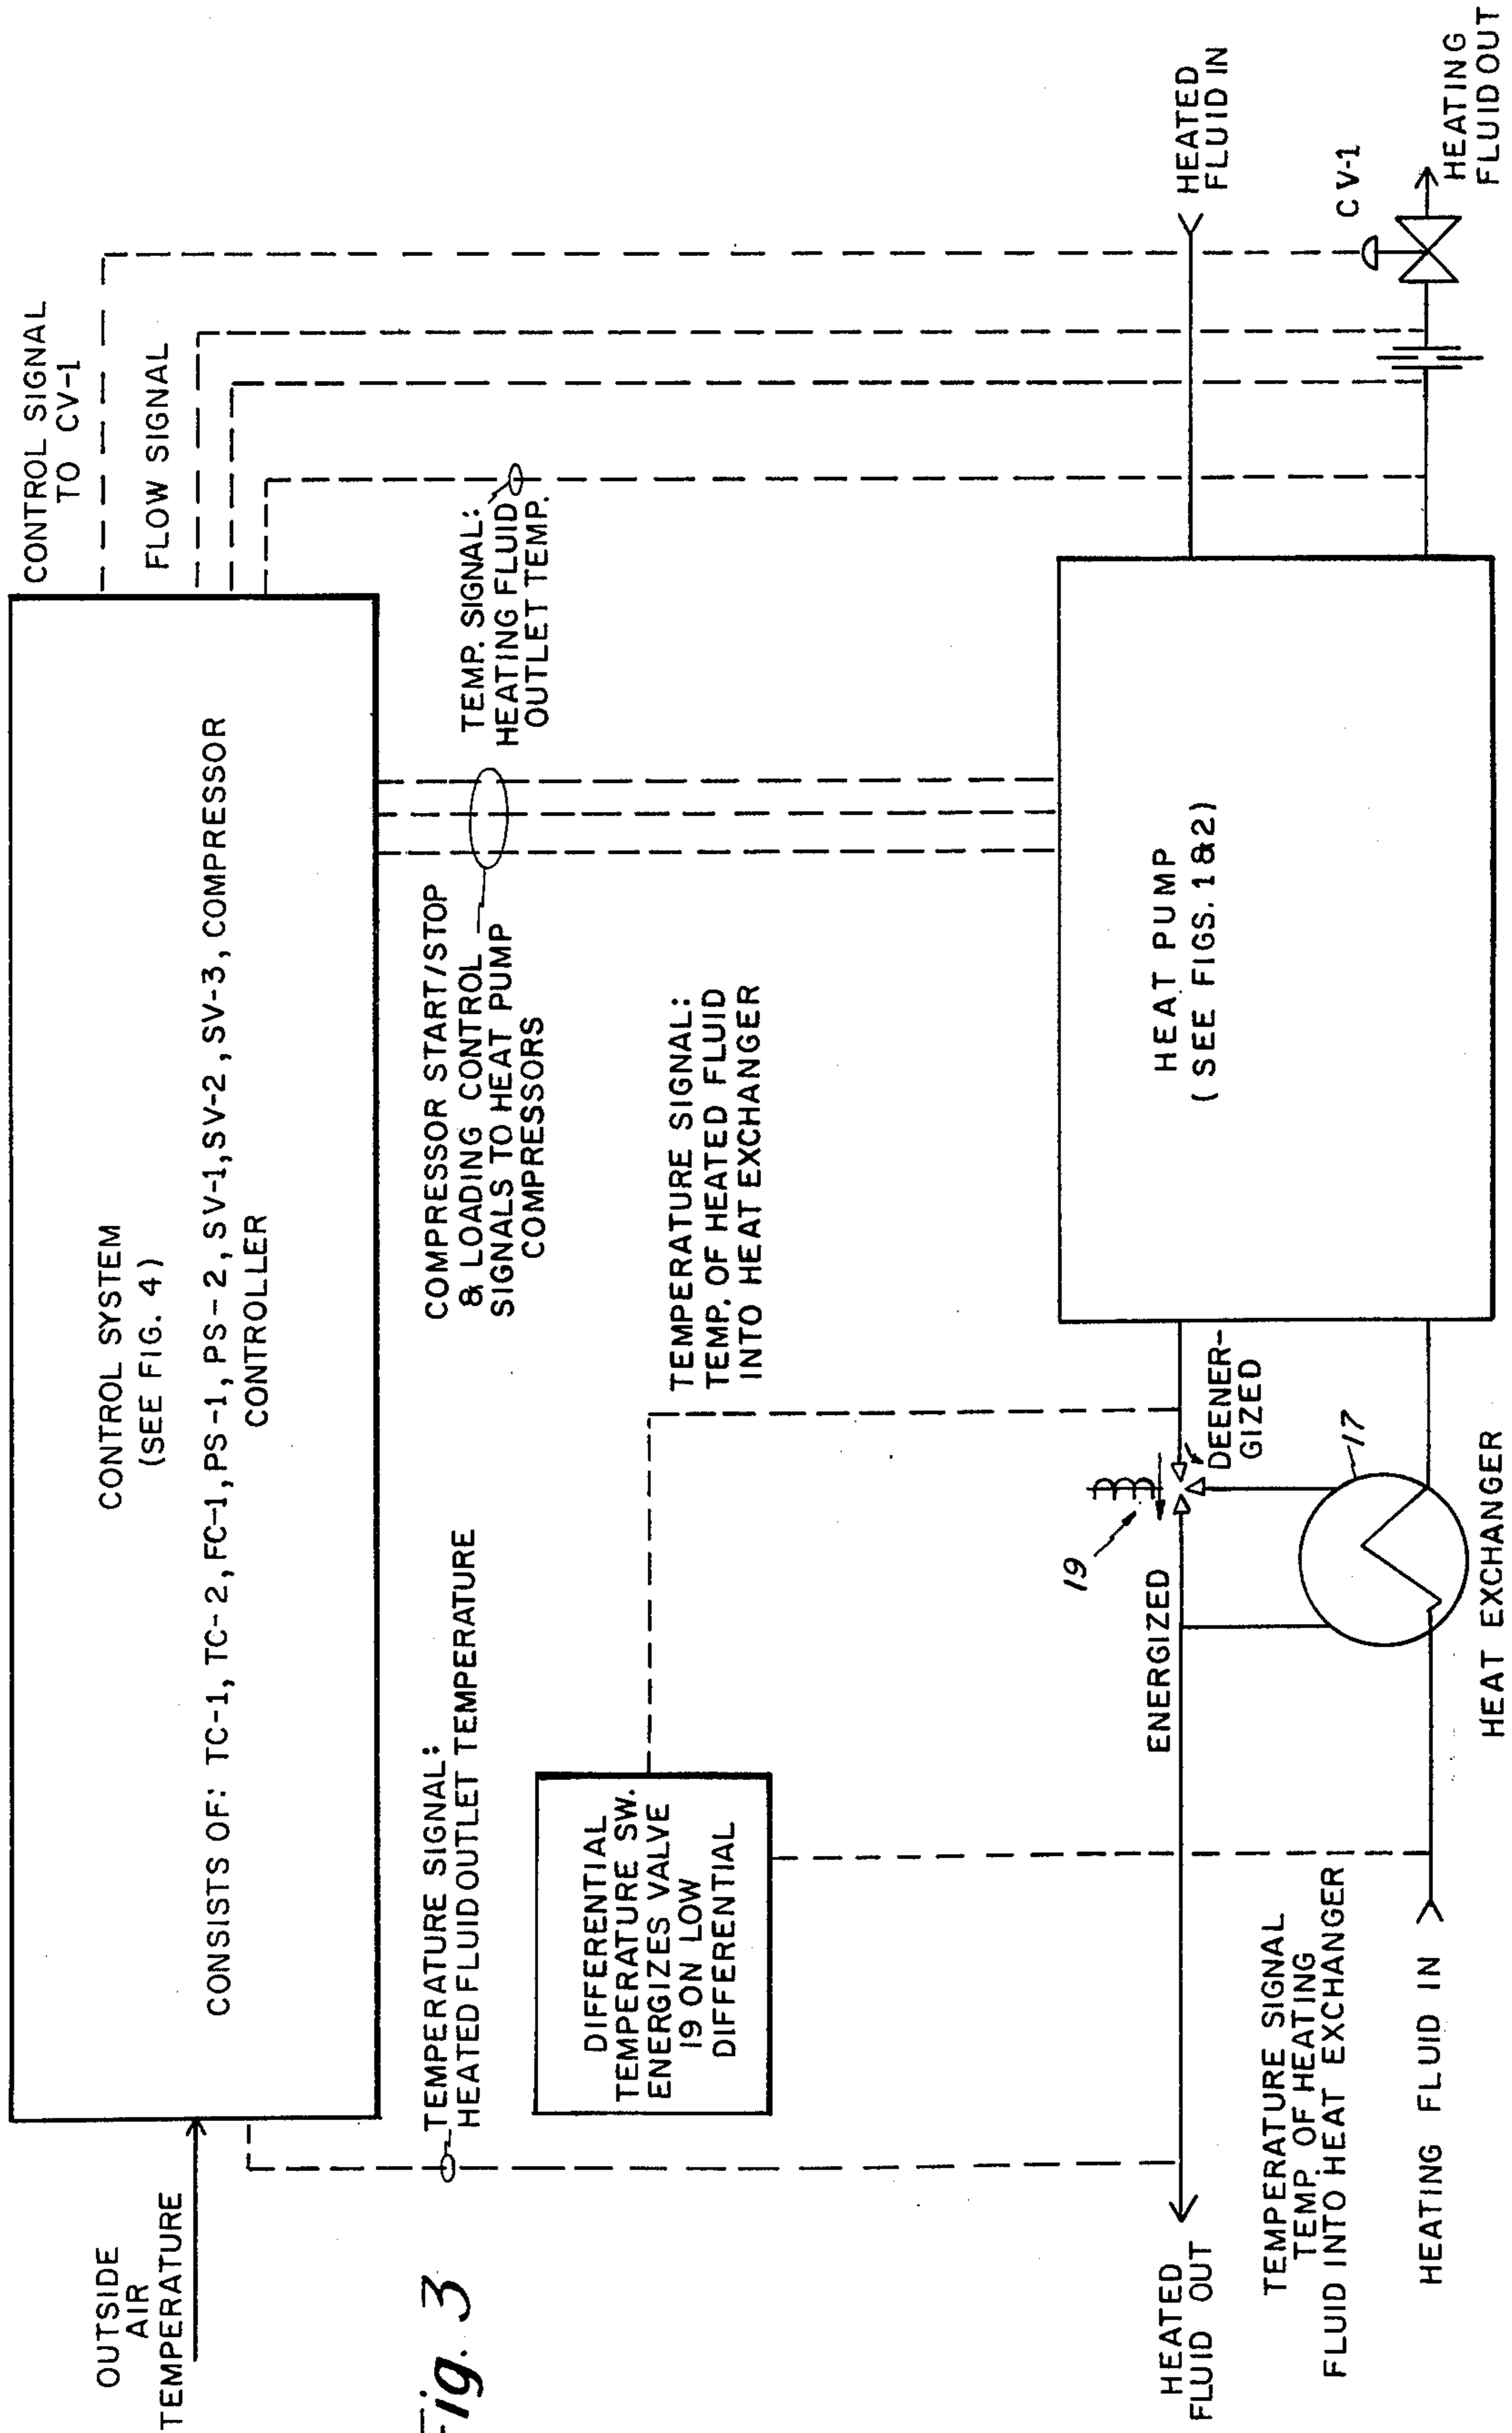 OUTSIDE
AIR
TEMPERATURE
CONTROL SYSTEM
(SEE FIG. 4)
CONSISTS OF: TC-1, TC-2, FC-1, PS-1, PS-2, SV-1, SV-2, SV-3, COMPRESSOR
CONTROLLER
CONTROL SIGNAL
TO CV-1
FLOW SIGNAL
Fig. 3
TEMPERATURE SIGNAL:
HEATED FLUID OUTLET TEMPERATURE
COMPRESSOR START/STOP
& LOADING CONTROL
SIGNALS TO HEAT PUMP
COMPRESSORS
TEMP. SIGNAL:
HEATING FLUID
OUTLET TEMP.
DIFFERENTIAL
TEMPERATURE SW.
ENERGIZES VALVE
19 ON LOW
DIFFERENTIAL
TEMPERATURE SIGNAL:
TEMP. OF HEATED FLUID
INTO HEAT EXCHANGER
HEATED
FLUID OUT
ENERGIZED
19
DEENER-
GIZED
HEAT PUMP
(SEE FIGS. 1&2)
HEATED
FLUID IN
TEMPERATURE SIGNAL
TEMP. OF HEATING
FLUID INTO HEAT EXCHANGER
17
CV-1
HEATING FLUID IN
HEAT EXCHANGER
HEATING
FLUID OUT